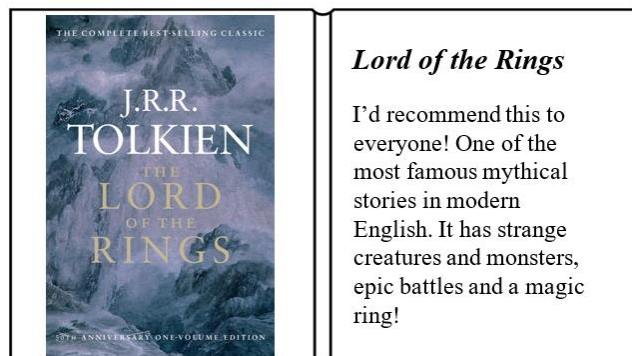 THE COMPLETE BEST-SELLING CLASSIC
J.R.R.
TOLKIEN
THE
LORD
OF THE
RINGS
50TH ANNIVERSARY ONE-VOLUME EDITION
Lord of the Rings
I’d recommend this to
everyone! One of the
most famous mythical
stories in modern
English. It has strange
creatures and monsters,
epic battles and a magic
ring!